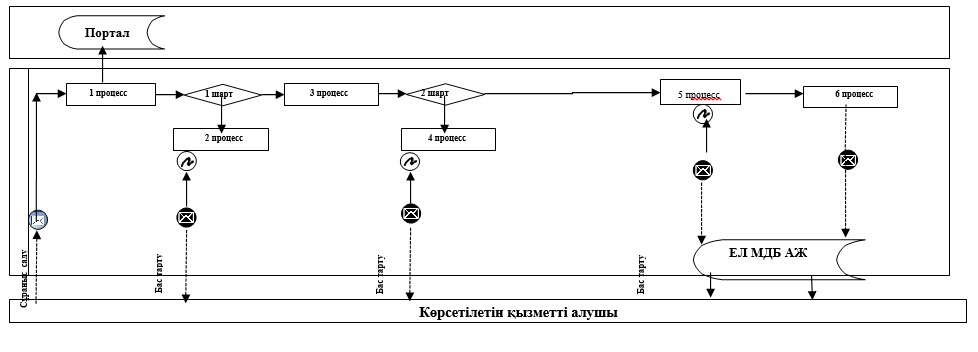 Портал
1 процесс
1 шарт
3 процесс
2 шарт
5 процесс
6 процесс
2 процесс
4 процесс
Сұраныс салу
Бас тарту
Бас тарту
Бас тарту
ЕЛ МДБ АЖ
Көрсетілетін қызметті алушы